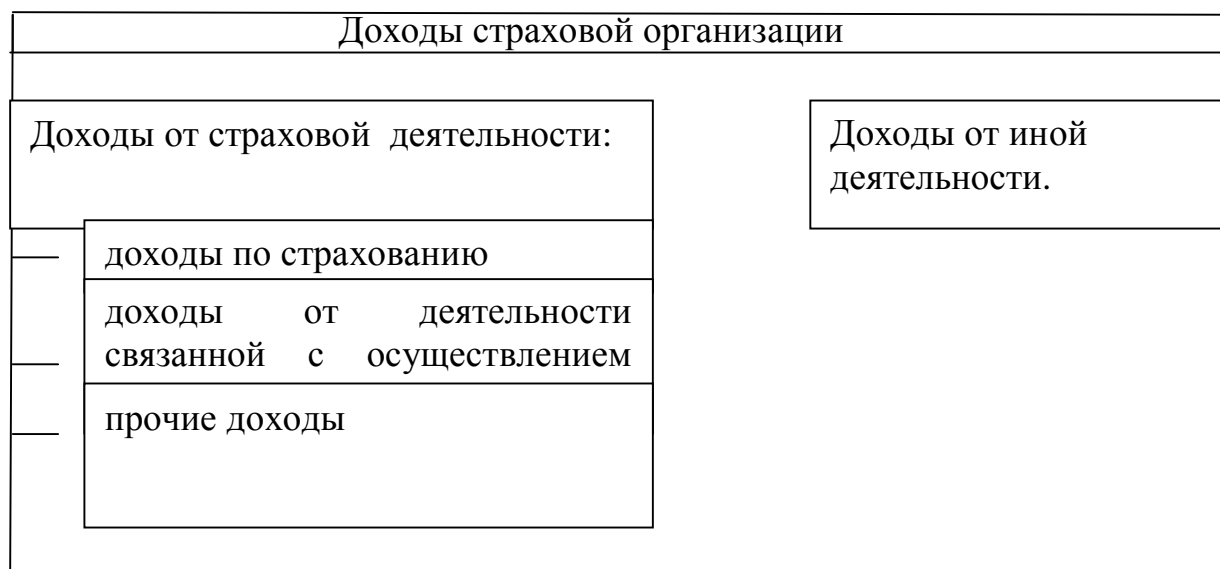 Доходы страховой организации
Доходы от страховой деятельности:
Доходы от иной
деятельности.
доходы по страхованию
доходы от деятельности
связанной с осуществлением
прочие доходы